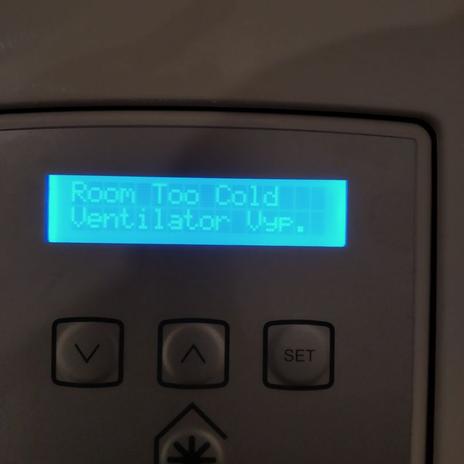 Room Too Cold
Ventilator Vyp.
SET